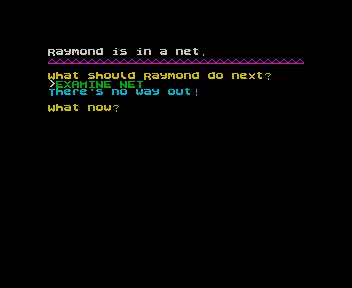 Raymond is in a net.
What should Raymond do next?
>EXAMINE NET
There's no way out!
What now?